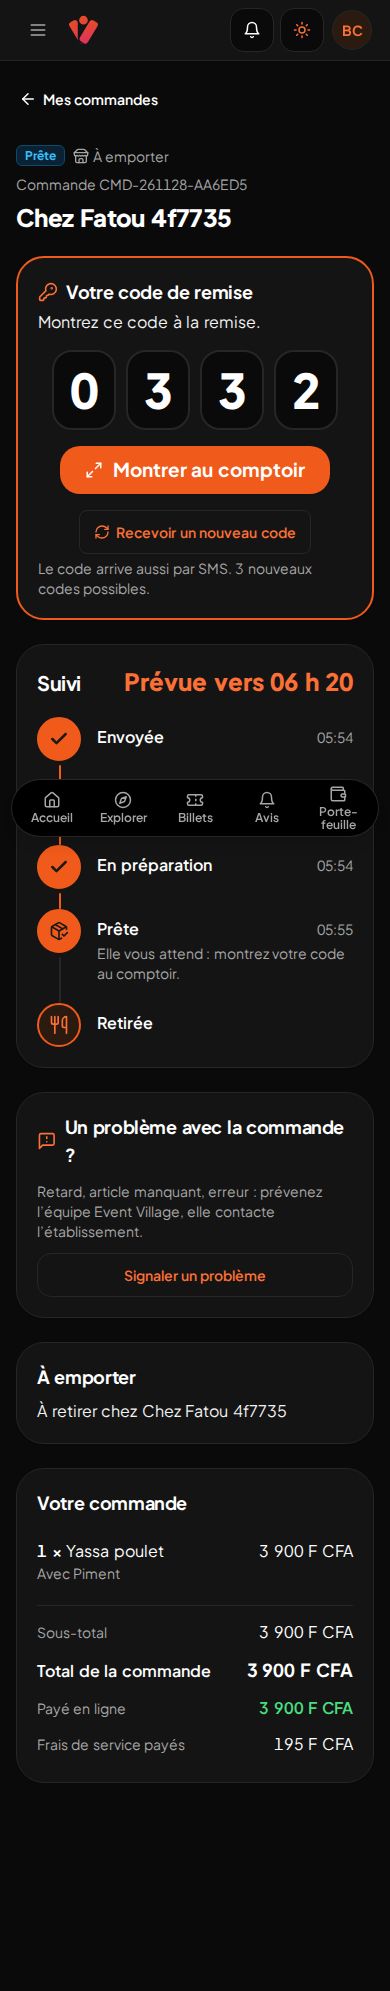 BC
Mes commandes
Prête À emporter
Commande CMD-261128-AA6ED5
Chez Fatou 4f7735
Votre code de remise
Montrez ce code à la remise.
0 3 3 2
Montrer au comptoir
Recevoir un nouveau code
Le code arrive aussi par SMS. 3 nouveaux
codes possibles.
Suivi Prévue vers 06 h 20
Envoyée 05:54
Accueil Explorer Billets Avis Porte-
feuille
En préparation 05:54
Prête 05:55
Elle vous attend : montrez votre code
au comptoir.
Retirée
Un problème avec la commande
?
Retard, article manquant, erreur : prévenez
l'équipe Event Village, elle contacte
l'établissement.
Signaler un problème
À emporter
À retirer chez Chez Fatou 4f7735
Votre commande
1 × Yassa poulet 3 900 F CFA
Avec Piment
Sous-total 3 900 F CFA
Total de la commande 3 900 F CFA
Payé en ligne 3 900 F CFA
Frais de service payés 195 F CFA